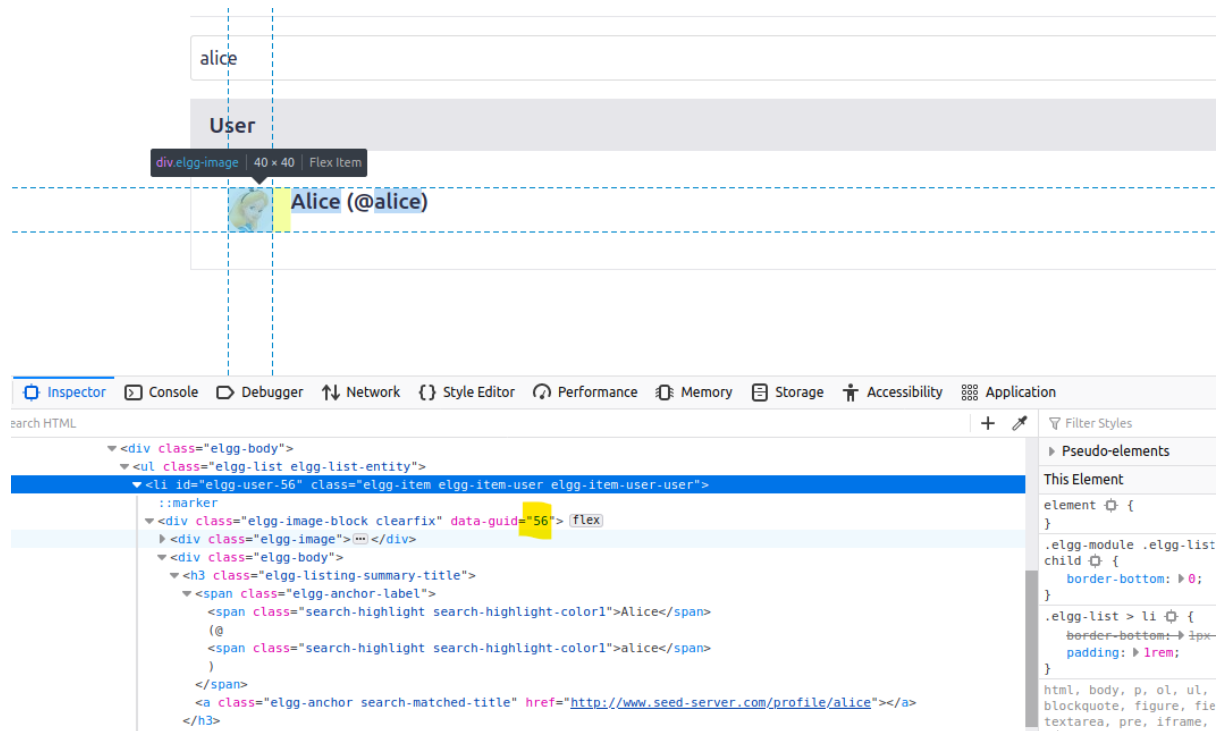 alice
User
div.elgg-image 40 × 40 Flex Item
Alice (@alice)
Inspector Console Debugger Network Style Editor Performance Memory Storage Accessibility Application
earch HTML
Filter Styles
<div class="elgg-body">
<ul class="elgg-list elgg-list-entity">
<li id="elgg-user-56" class="elgg-item elgg-item-user elgg-item-user-user">
::marker
<div class="elgg-image-block clearfix" data-guid="56"> flex
<div class="elgg-image"> ⋯ </div>
<div class="elgg-body">
<h3 class="elgg-listing-summary-title">
<span class="elgg-anchor-label">
<span class="search-highlight search-highlight-color1">Alice</span>
(@
<span class="search-highlight search-highlight-color1">alice</span>
)
</span>
<a class="elgg-anchor search-matched-title" href="http://www.seed-server.com/profile/alice"></a>
</h3>
Pseudo-elements
This Element
element {
}
.elgg-module .elgg-list
child {
border-bottom: 0;
}
.elgg-list > li {
border-bottom: 1px
padding: 1rem;
}
html, body, p, ol, ul,
blockquote, figure, fie
textarea, pre, iframe,